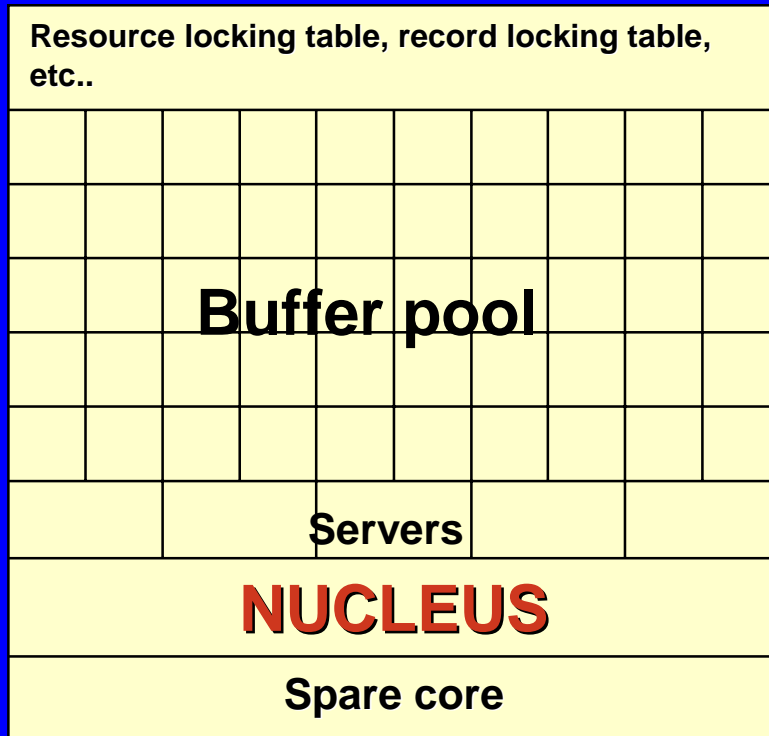 Resource locking table, record locking table,
etc..
Buffer pool
Servers
NUCLEUS
Spare core